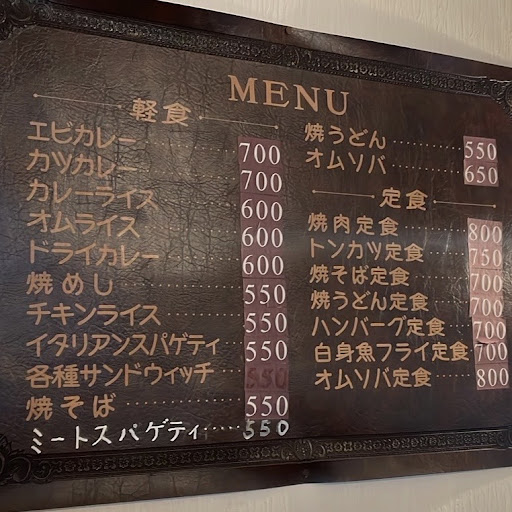 MENU
軽食
エビカレー 700
カツカレー 700
カレーライス 600
オムライス 600
ドライカレー 600
焼めし 550
チキンライス 550
イタリアンスパゲティ 550
各種サンドウィッチ 550
焼そば 550
ミートスパゲティ 550
焼うどん 550
オムソバ 650
定食
焼肉定食 800
トンカツ定食 750
焼そば定食 700
焼うどん定食 700
ハンバーグ定食 700
白身魚フライ定食 700
オムソバ定食 800